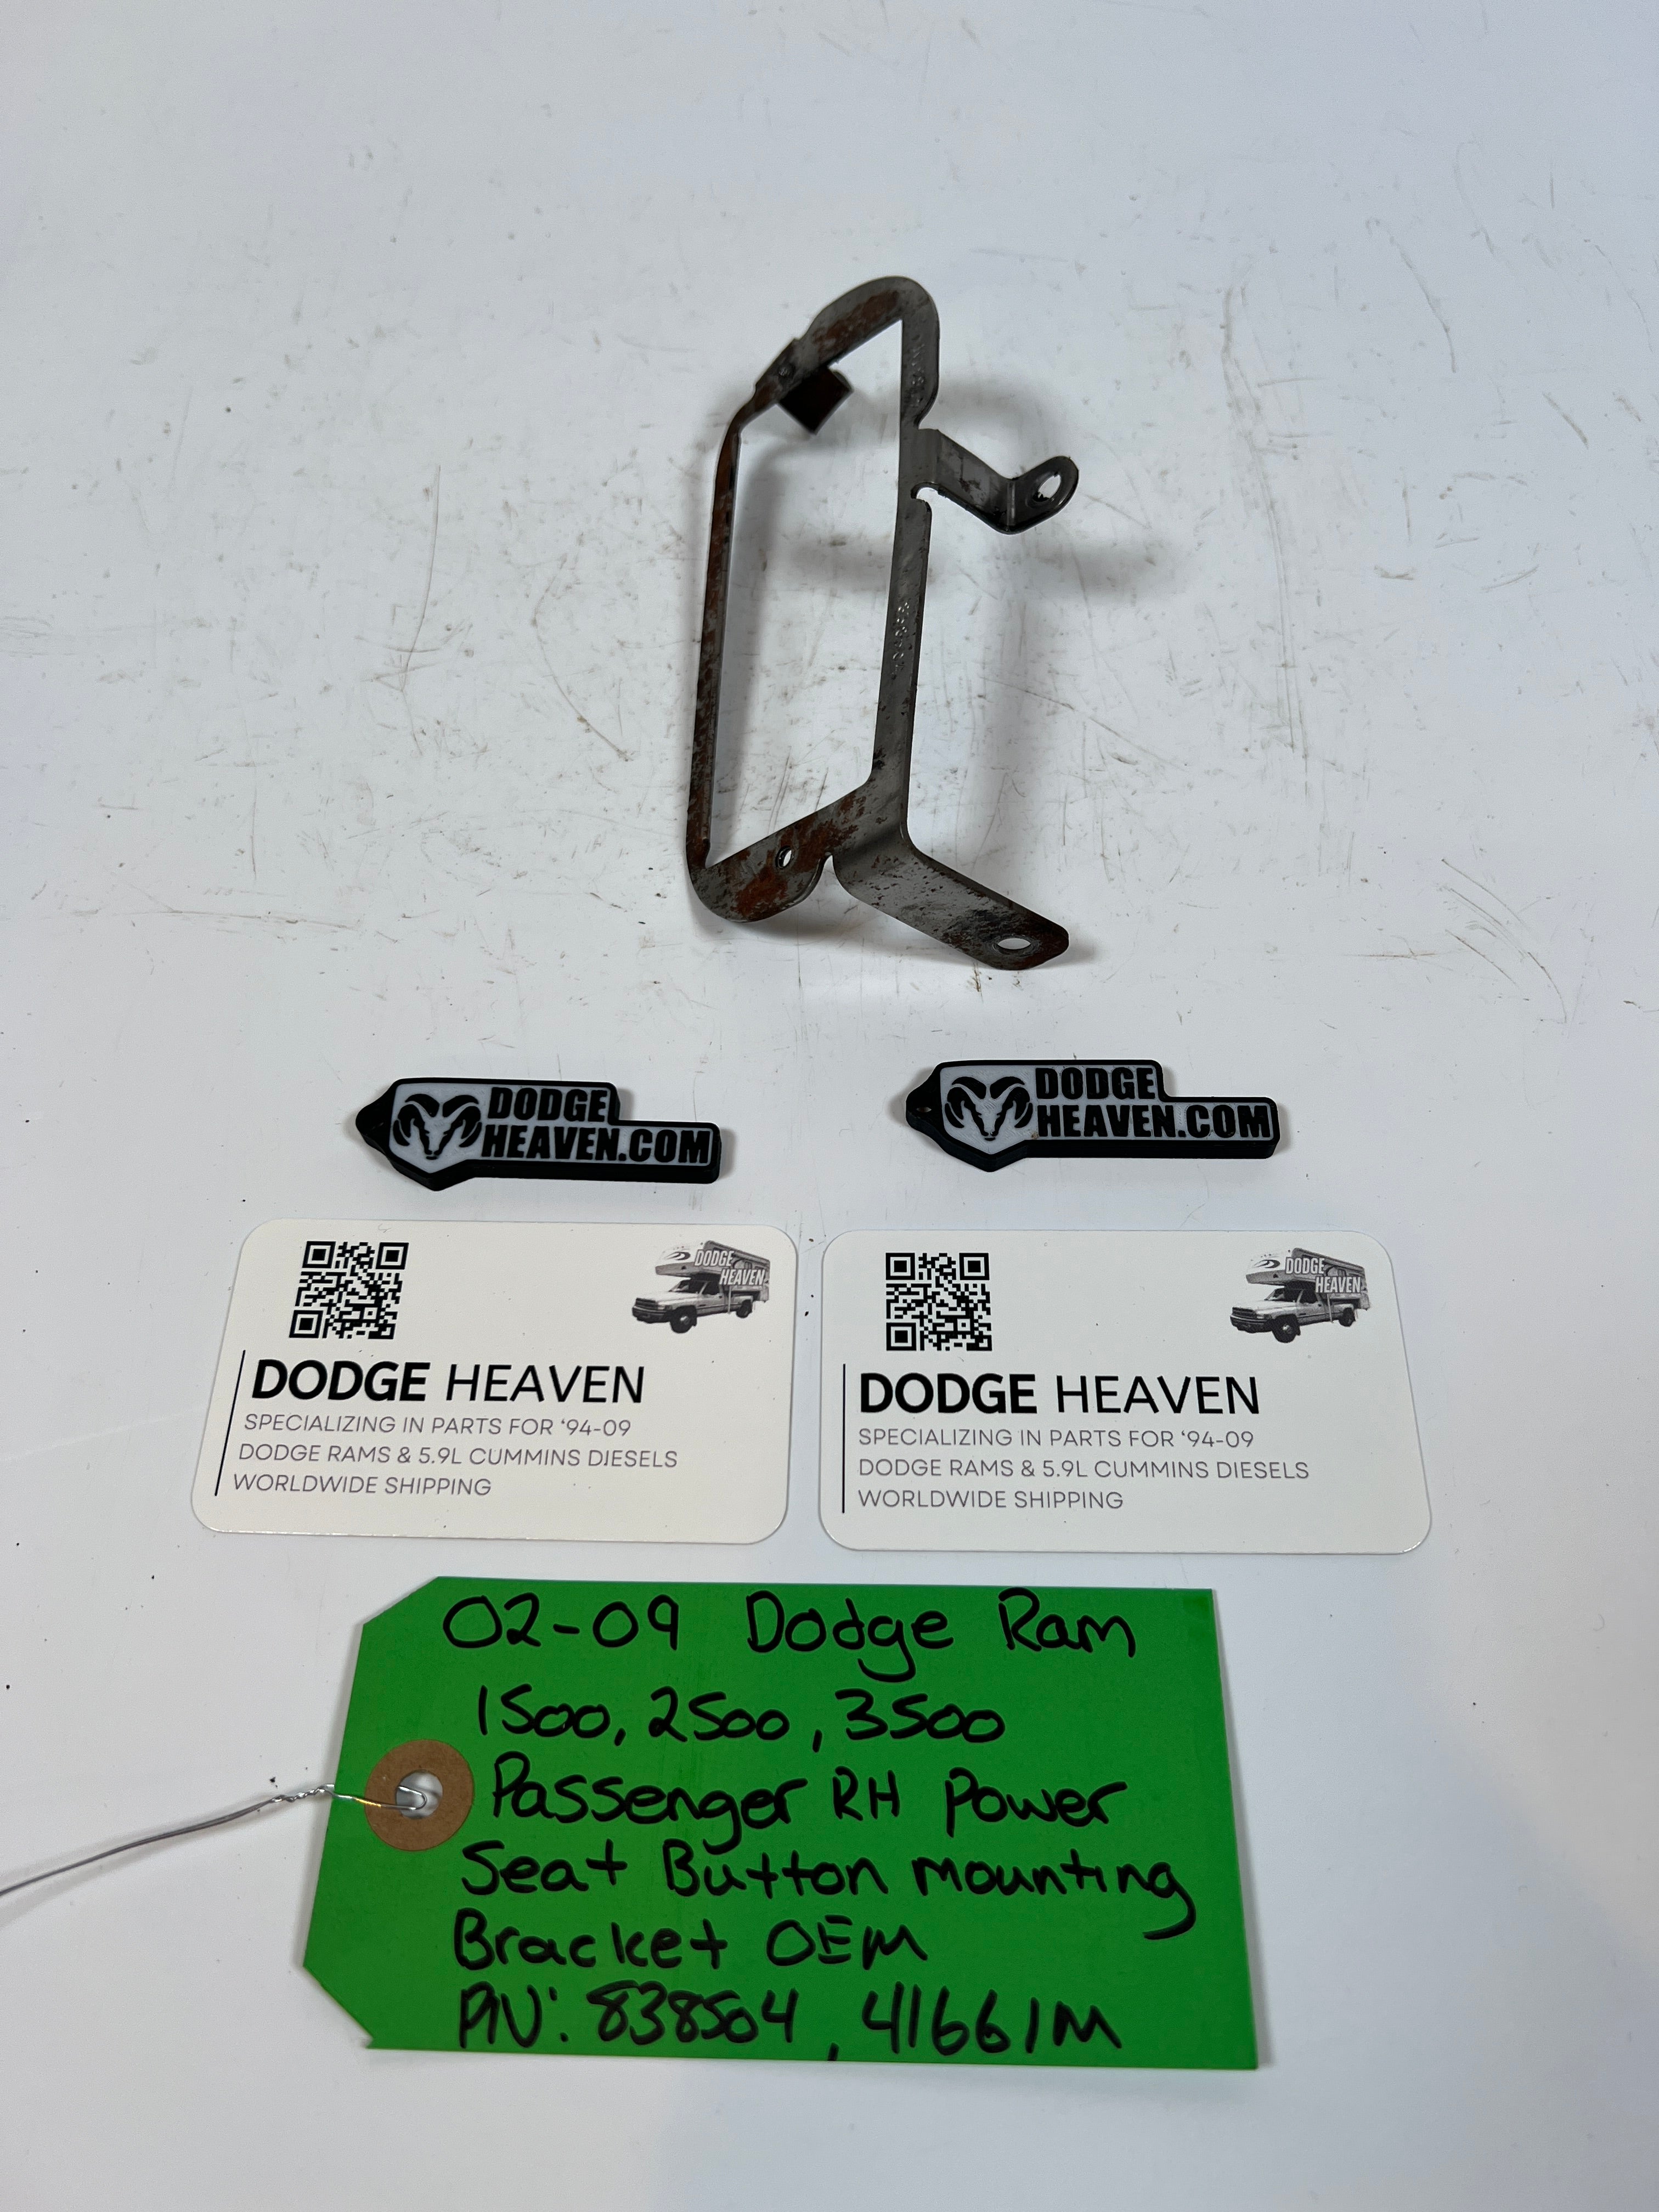 DODGE
HEAVEN.COM
DODGE
HEAVEN.COM
DODGE
HEAVEN
DODGE HEAVEN
SPECIALIZING IN PARTS FOR ‘94-09
DODGE RAMS & 5.9L CUMMINS DIESELS
WORLDWIDE SHIPPING
DODGE
HEAVEN
DODGE HEAVEN
SPECIALIZING IN PARTS FOR ‘94-09
DODGE RAMS & 5.9L CUMMINS DIESELS
WORLDWIDE SHIPPING
02-09 Dodge Ram
1500, 2500, 3500
Passenger RH Power
Seat Button mounting
Bracket OEM
P/N: 838504, 41661M